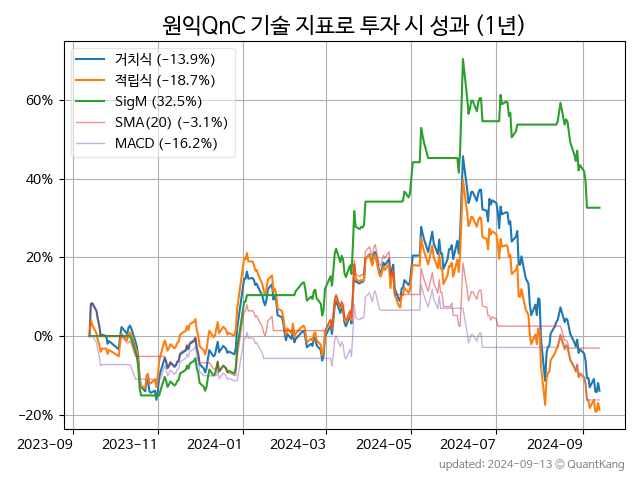 원익QnC 기술 지표로 투자 시 성과 (1년)
거치식 (−13.9%)
적립식 (−18.7%)
SigM (32.5%)
SMA(20) (−3.1%)
MACD (−16.2%)
60%
40%
20%
0%
−20%
2023-09 2023-11 2024-01 2024-03 2024-05 2024-07 2024-09
updated: 2024-09-13 © QuantKang